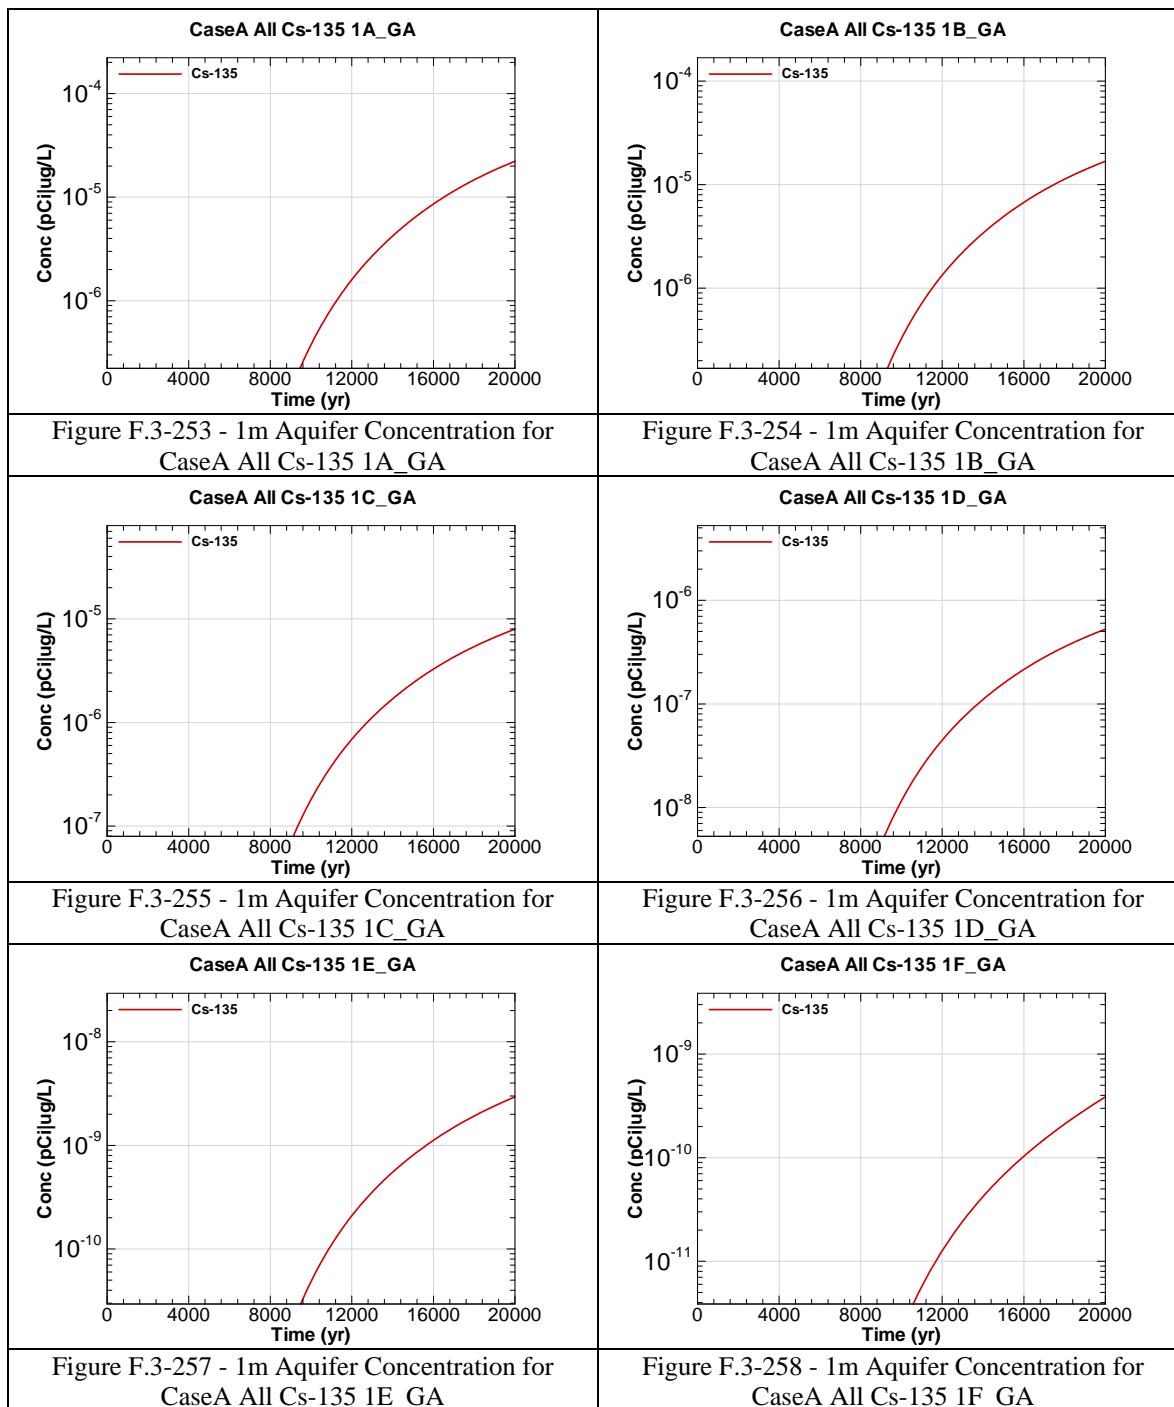 CaseA All Cs-135 1A_GA
Cs-135
10-4
10-5
10-6
Conc (pCi|ug/L)
0 4000 8000 12000 16000 20000
Time (yr)
Figure F.3-253 - 1m Aquifer Concentration for
CaseA All Cs-135 1A_GA
CaseA All Cs-135 1B_GA
Cs-135
10-4
10-5
10-6
Conc (pCi|ug/L)
0 4000 8000 12000 16000 20000
Time (yr)
Figure F.3-254 - 1m Aquifer Concentration for
CaseA All Cs-135 1B_GA
CaseA All Cs-135 1C_GA
Cs-135
10-5
10-6
10-7
Conc (pCi|ug/L)
0 4000 8000 12000 16000 20000
Time (yr)
Figure F.3-255 - 1m Aquifer Concentration for
CaseA All Cs-135 1C_GA
CaseA All Cs-135 1D_GA
Cs-135
10-6
10-7
10-8
Conc (pCi|ug/L)
0 4000 8000 12000 16000 20000
Time (yr)
Figure F.3-256 - 1m Aquifer Concentration for
CaseA All Cs-135 1D_GA
CaseA All Cs-135 1E_GA
Cs-135
10-8
10-9
10-10
Conc (pCi|ug/L)
0 4000 8000 12000 16000 20000
Time (yr)
Figure F.3-257 - 1m Aquifer Concentration for
CaseA All Cs-135 1E_GA
CaseA All Cs-135 1F_GA
Cs-135
10-9
10-10
10-11
Conc (pCi|ug/L)
0 4000 8000 12000 16000 20000
Time (yr)
Figure F.3-258 - 1m Aquifer Concentration for
CaseA All Cs-135 1F_GA